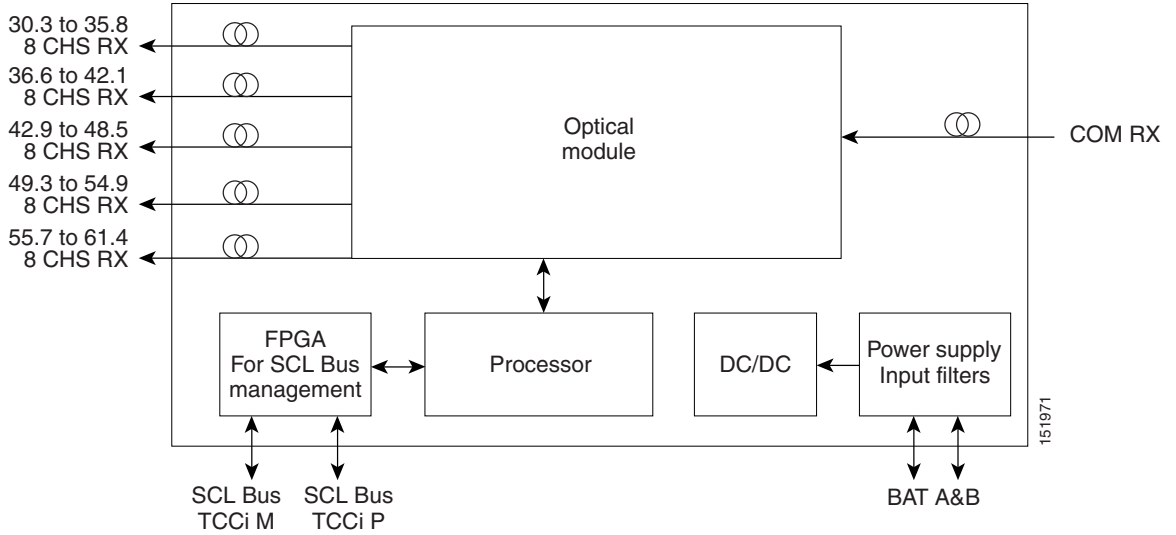 30.3 to 35.8
8 CHS RX
36.6 to 42.1
8 CHS RX
42.9 to 48.5
8 CHS RX
49.3 to 54.9
8 CHS RX
55.7 to 61.4
8 CHS RX
Optical
module
COM RX
FPGA
For SCL Bus
management
Processor
DC/DC
Power supply
Input filters
151971
SCL Bus
TCCi M
SCL Bus
TCCi P
BAT A&B